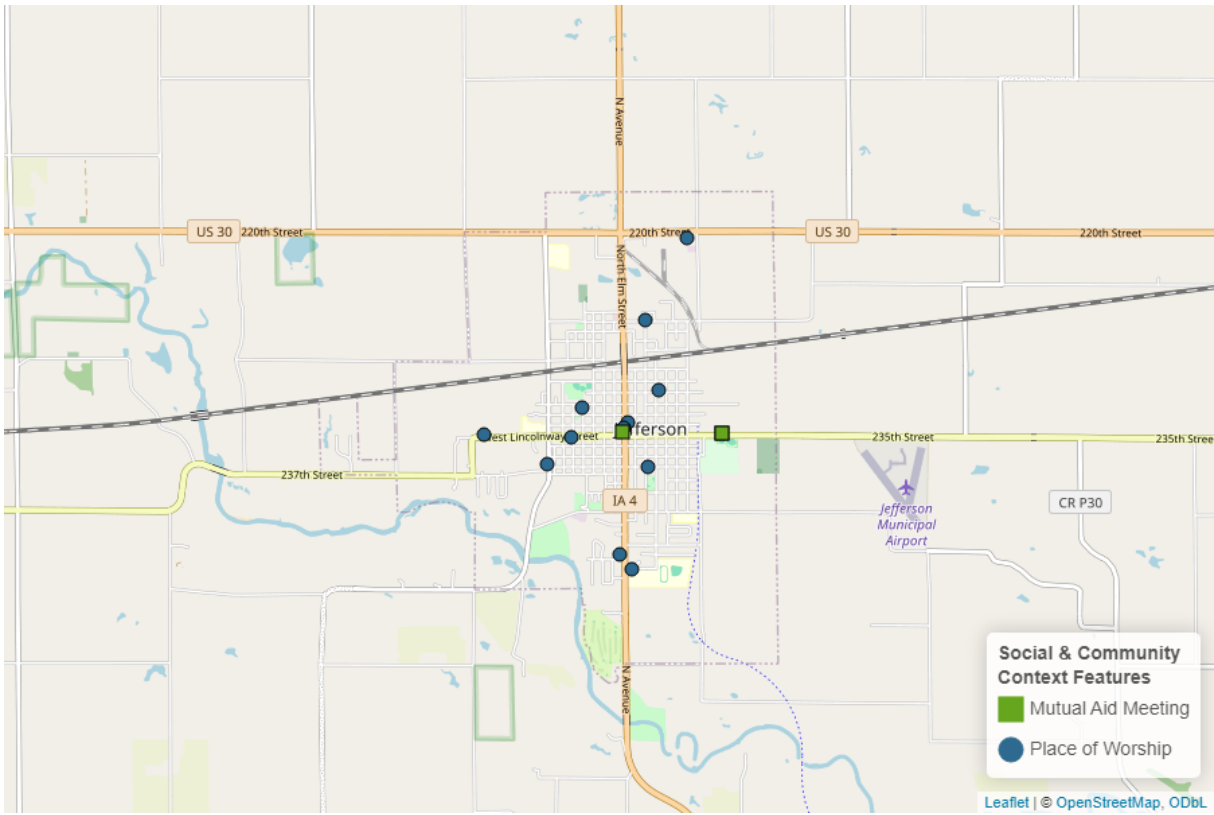 N Avenue
US 30
220th Street
220th Street
US 30
220th Street
North Elm Street
fferson
West Lincolnway Street
235th Street
235th Street
237th Street
IA 4
CR P30
Jefferson
Municipal
Airport
N Avenue
Social & Community
Context Features
Mutual Aid Meeting
Place of Worship
Leaflet | © OpenStreetMap, ODbL